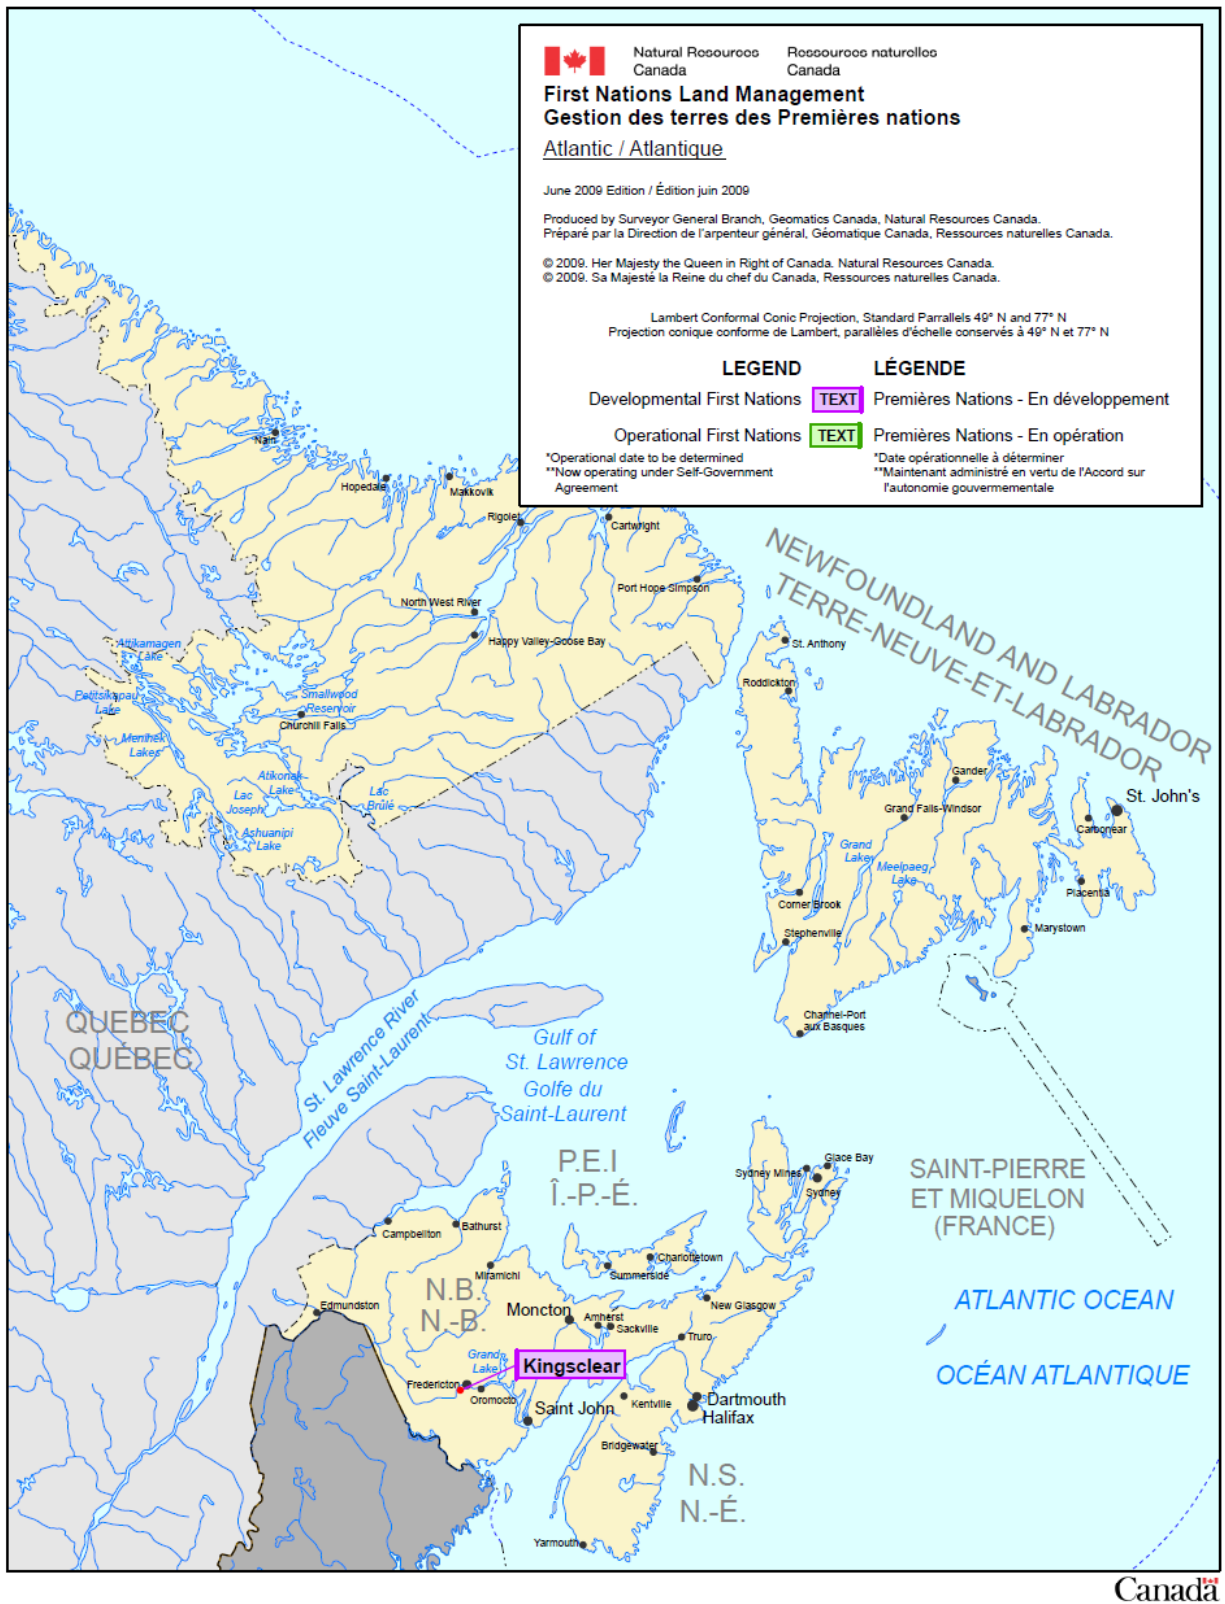 Natural Resources Ressources naturelles
Canada Canada
First Nations Land Management
Gestion des terres des Premières nations
Atlantic / Atlantique
June 2009 Edition / Édition juin 2009
Produced by Surveyor General Branch, Geomatics Canada, Natural Resources Canada.
Préparé par la Direction de l'arpenteur général, Géomatique Canada, Ressources naturelles Canada.
© 2009. Her Majesty the Queen in Right of Canada. Natural Resources Canada.
© 2009. Sa Majesté la Reine du chef du Canada, Ressources naturelles Canada.
Lambert Conformal Conic Projection, Standard Parrallels 49° N and 77° N
Projection conique conforme de Lambert, parallèles d'échelle conservés à 49° N et 77° N
LEGEND LÉGENDE
Developmental First Nations TEXT Premières Nations - En développement
Operational First Nations TEXT Premières Nations - En opération
*Operational date to be determined *Date opérationnelle à déterminer
**Now operating under Self-Government **Maintenant administré en vertu de l'Accord sur
Agreement l'autonomie gouvermementale
Nain
Hopedale
Makkovik
Rigolet
Cartwright
Port Hope Simpson
North West River
Happy Valley-Goose Bay
NEWFOUNDLAND AND LABRADOR
TERRE-NEUVE-ET-LABRADOR
Attikamagen
Lake
Petitsikapau
Lake
Smallwood
Reservoir
Churchill Falls
Menihek
Lakes
Atikonak
Lake
Lac
Joseph
Lac
Brûlé
Ashuanipi
Lake
St. Anthony
Roddickton
Gander
Grand Falls-Windsor
St. John's
Carbonear
Grand
Lake
Meelpaeg
Lake
Placentia
Corner Brook
Marystown
Stephenville
Channel-Port
aux Basques
QUEBEC
QUÉBEC
St. Lawrence River
Fleuve Saint-Laurent
Gulf of
St. Lawrence
Golfe du
Saint-Laurent
P.E.I
Î.-P.-É.
Glace Bay
Sydney Mines
Sydney
SAINT-PIERRE
ET MIQUELON
(FRANCE)
Campbellton
Bathurst
Miramichi
Charlottetown
Summerside
N.B.
N.-B.
Edmundston
Moncton
Amherst
Sackville
New Glasgow
Truro
ATLANTIC OCEAN
OCÉAN ATLANTIQUE
Grand
Lake
Kingsclear
Fredericton
Oromocto
Saint John
Kentville
Dartmouth
Halifax
Bridgewater
N.S.
N.-É.
Yarmouth
Canada